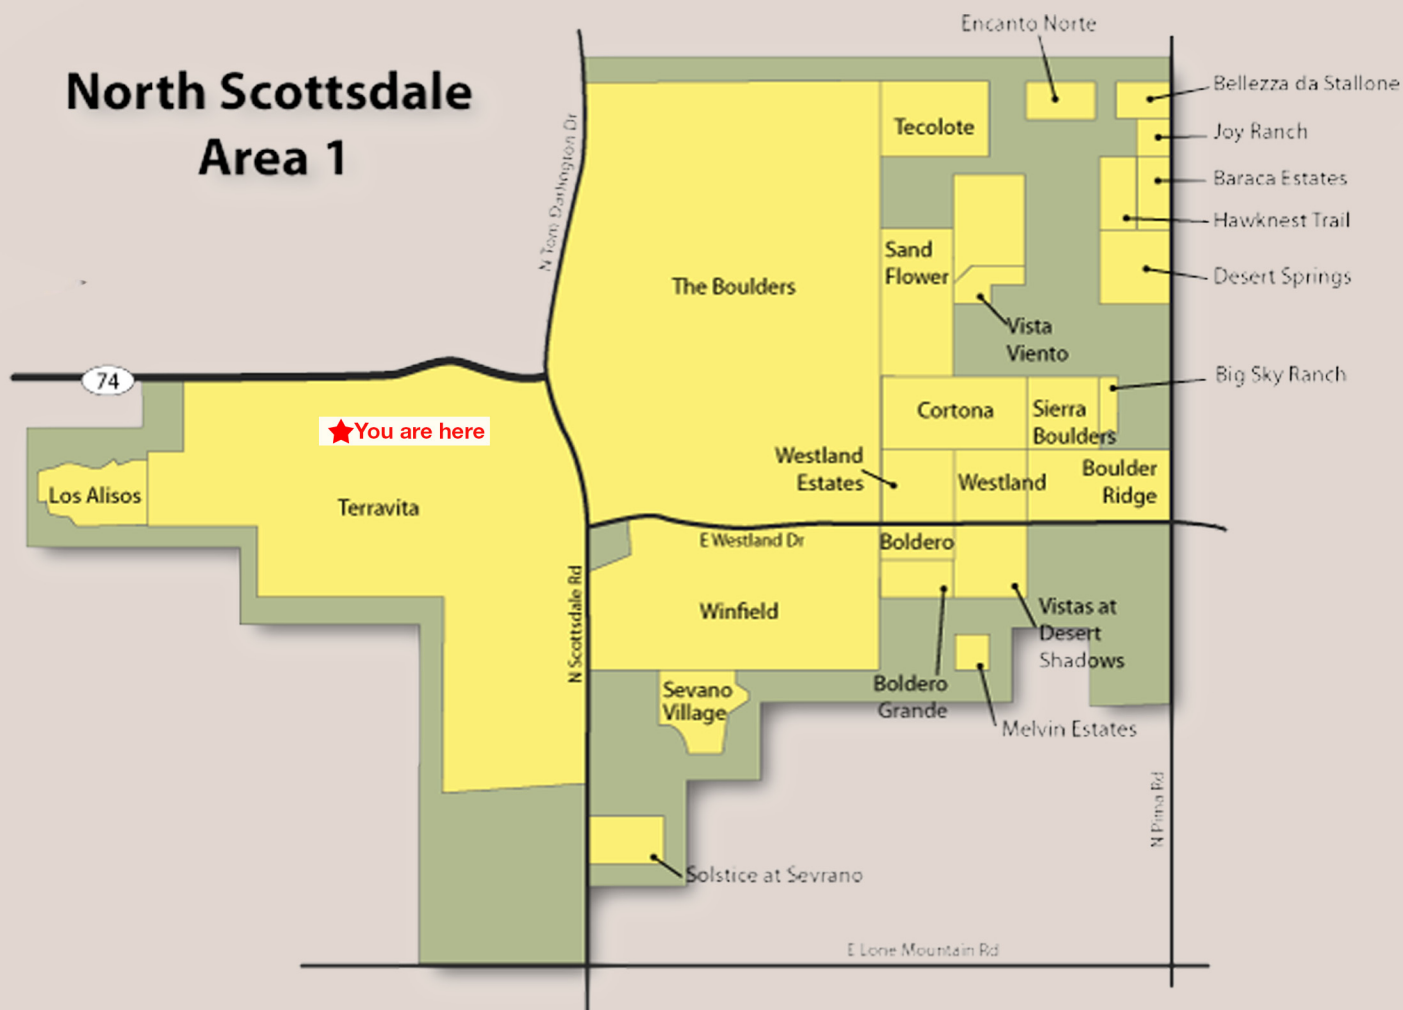 North Scottsdale
Area 1
Encanto Norte
Bellezza da Stallone
Joy Ranch
Baraca Estates
Hawknest Trail
Desert Springs
Big Sky Ranch
N Tom Darlington Dr
Tecolote
Sand
Flower
The Boulders
Vista
Viento
74
You are here
Cortona
Sierra
Boulders
Westland
Estates
Westland
Boulder
Ridge
Los Alisos
Terravita
E Westland Dr
Boldero
N Scottsdale Rd
Winfield
Vistas at
Desert
Shadows
Sevano
Village
Boldero
Grande
Melvin Estates
N Pima Rd
Solstice at Sevrano
E Lone Mountain Rd